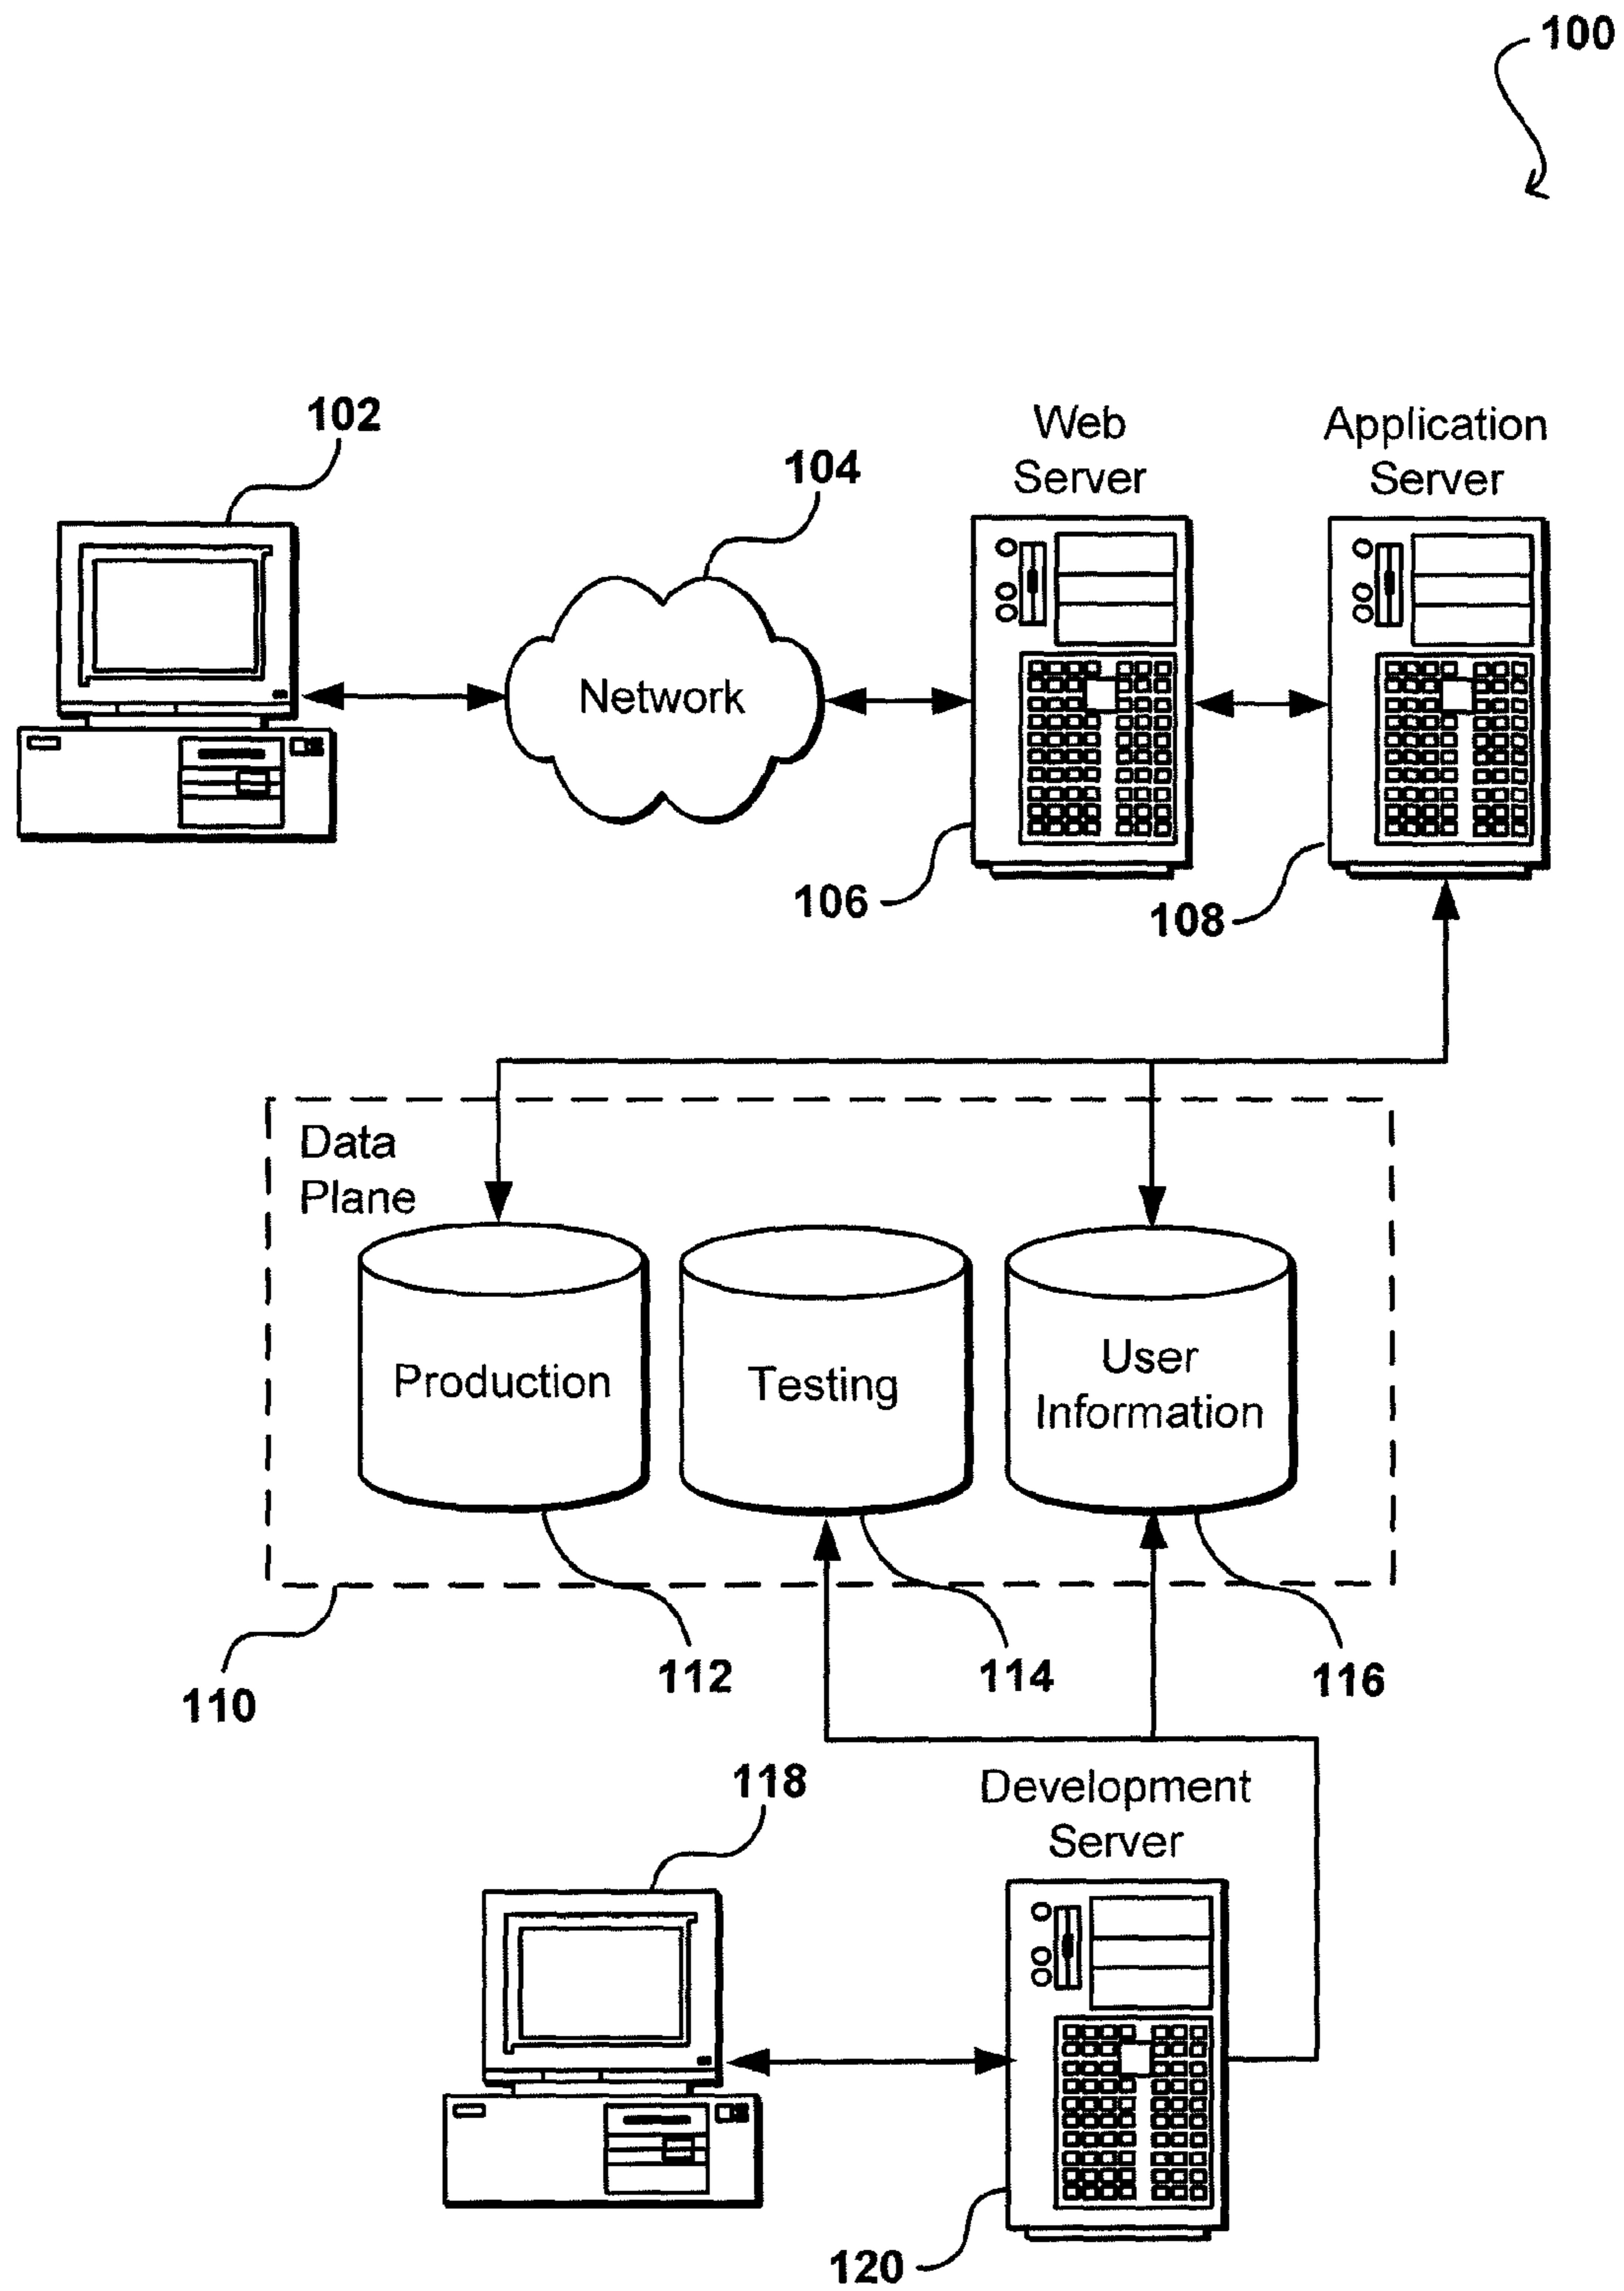 100
102
104
Web
Server
Application
Server
Network
106
108
Data
Plane
Production
Testing
User
Information
110
112
114
116
118
Development
Server
120